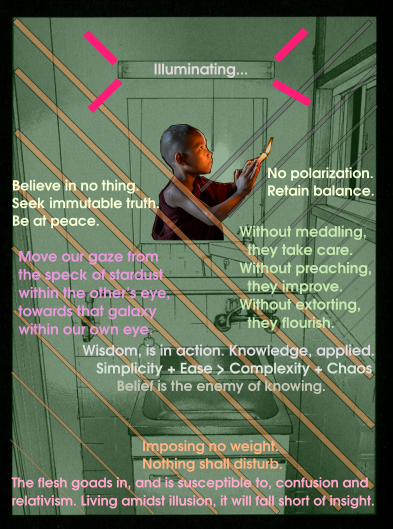 Illuminating...
No polarization.
Retain balance.
Believe in no thing.
Seek immutable truth.
Be at peace.
Without meddling,
they take care.
Without preaching,
they improve.
Without extorting,
they flourish.
Move our gaze from
the speck of stardust
within the other's eye,
towards that galaxy
within our own eye.
Wisdom, is in action. Knowledge, applied.
Simplicity + Ease > Complexity + Chaos
Belief is the enemy of knowing.
Imposing no weight.
Nothing shall disturb.
The flesh goads in, and is susceptible to, confusion and
relativism. Living amidst illusion, it will fall short of insight.